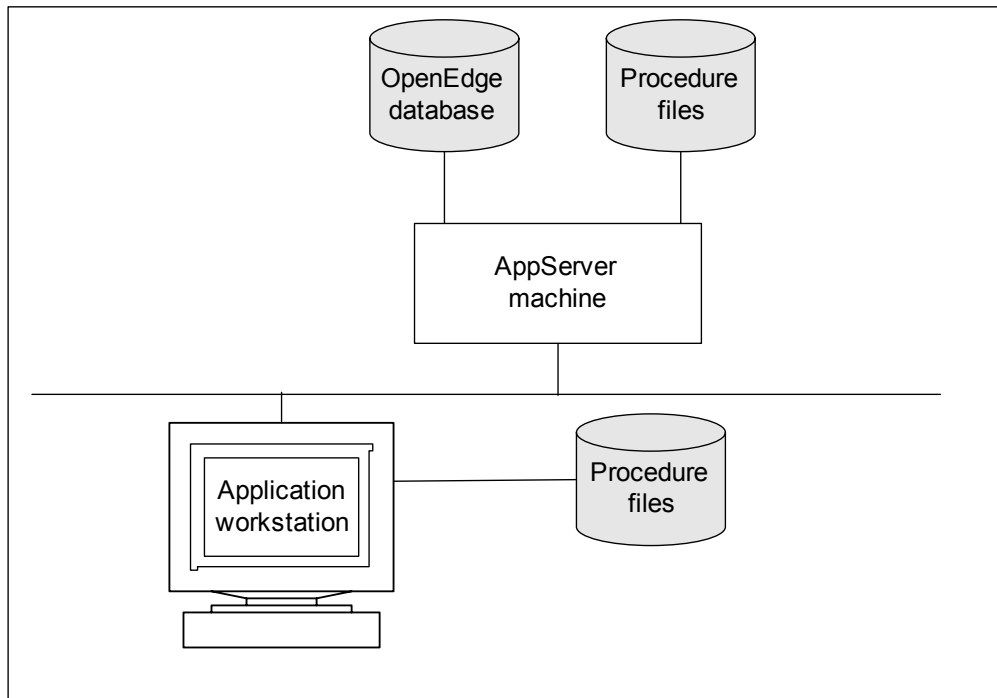 OpenEdge
database
Procedure
files
AppServer
machine
Application
workstation
Procedure
files